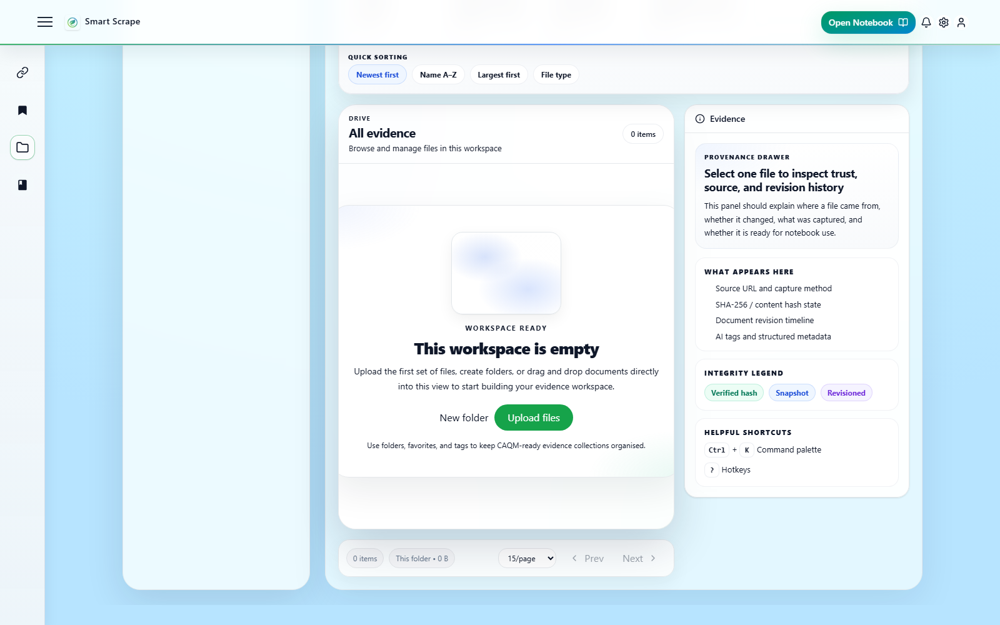 Smart Scrape
Open Notebook
QUICK SORTING
Newest first
Name A–Z
Largest first
File type
DRIVE
All evidence
Browse and manage files in this workspace
0 items
WORKSPACE READY
This workspace is empty
Upload the first set of files, create folders, or drag and drop documents directly
into this view to start building your evidence workspace.
New folder
Upload files
Use folders, favorites, and tags to keep CAQM-ready evidence collections organised.
0 items
This folder • 0 B
15/page
Prev
Next
Evidence
PROVENANCE DRAWER
Select one file to inspect trust,
source, and revision history
This panel should explain where a file came from,
whether it changed, what was captured, and
whether it is ready for notebook use.
WHAT APPEARS HERE
Source URL and capture method
SHA-256 / content hash state
Document revision timeline
AI tags and structured metadata
INTEGRITY LEGEND
Verified hash
Snapshot
Revisioned
HELPFUL SHORTCUTS
Ctrl + K Command palette
? Hotkeys